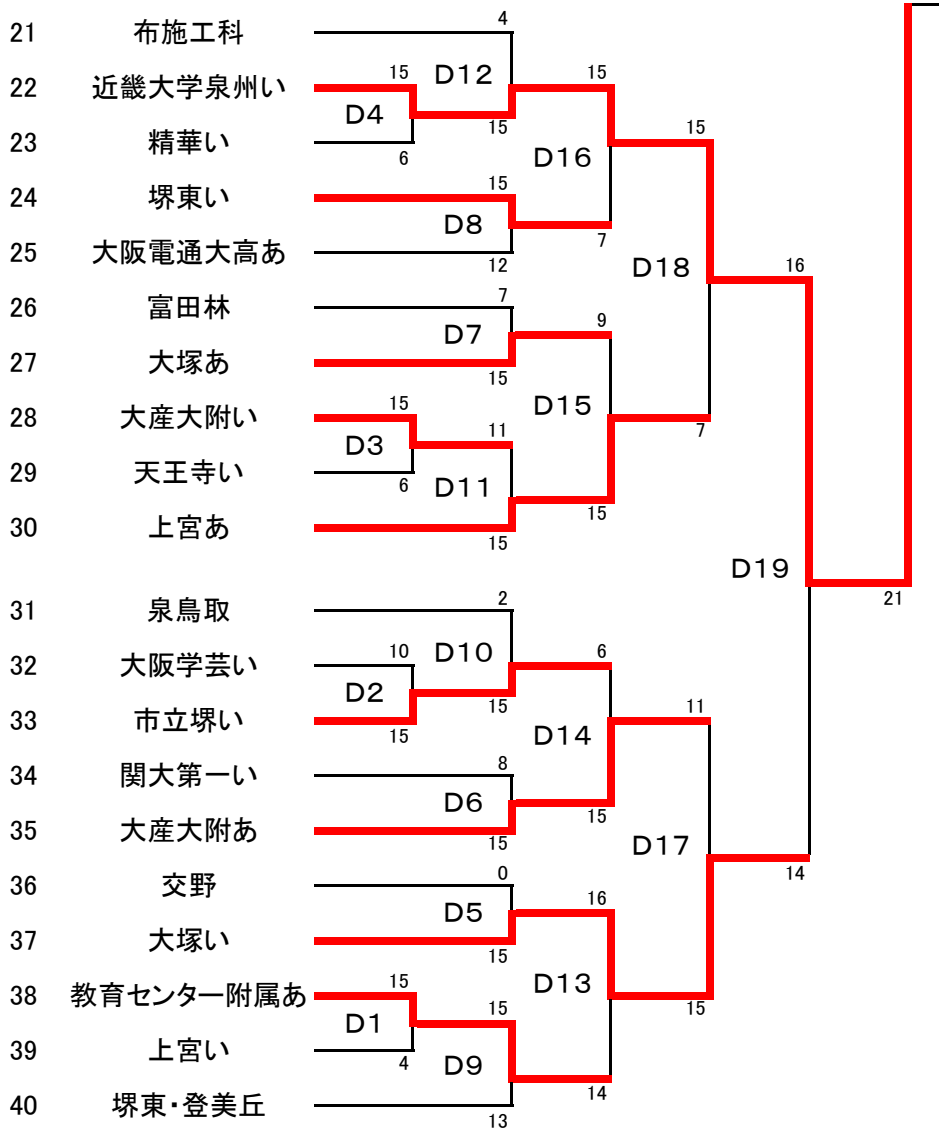 4
21 布施工科
15 D12 15
22 近畿大学泉州い
D4 15 15
23 精華い
6 D16
24 堺東い 15
D8 7
25 大阪電通大高あ 12 D18 16
26 富田林 7
D7 9
27 大塚あ 15
28 大産大附い 15 11 D15 7
D3
29 天王寺い 6 D11 15
30 上宮あ 15
D19
21
31 泉鳥取 2
32 大阪学芸い 10 D10 6
D2 15
33 市立堺い 15 D14 11
34 関大第一い 8
D6 15
35 大産大附あ 15 D17
36 交野 0 14
D5 16
37 大塚い 15
38 教育センター附属あ 15 15 D13 15
D1
39 上宮い 4 D9 14
40 堺東・登美丘 13